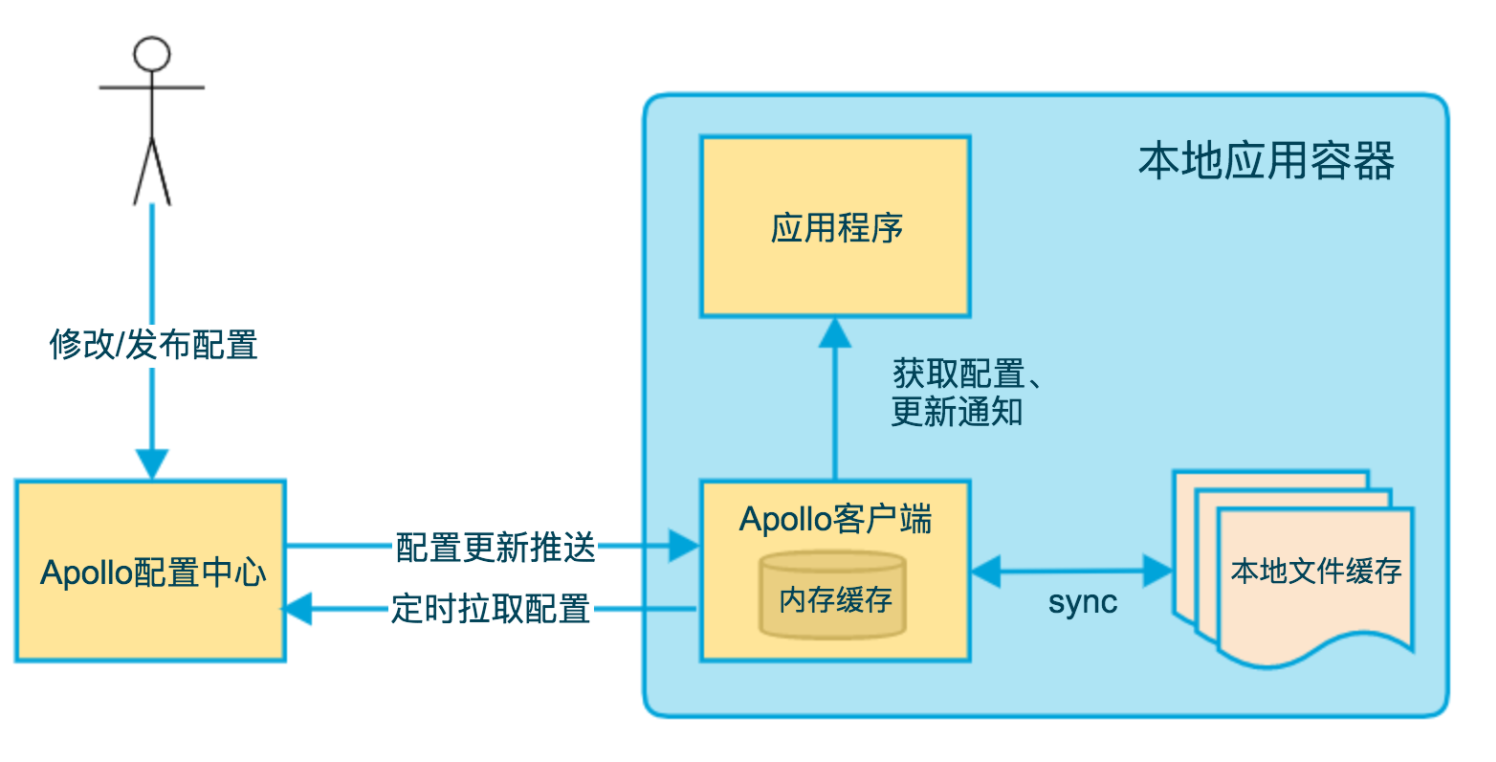 本地应用容器
应用程序
修改/发布配置
获取配置、
更新通知
Apollo配置中心
配置更新推送
定时拉取配置
Apollo客户端
内存缓存
sync
本地文件缓存